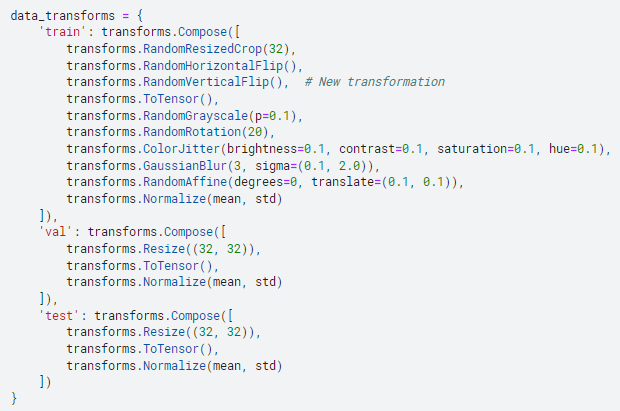 data_transforms = {
    'train': transforms.Compose([
        transforms.RandomResizedCrop(32),
        transforms.RandomHorizontalFlip(),
        transforms.RandomVerticalFlip(),  # New transformation
        transforms.ToTensor(),
        transforms.RandomGrayscale(p=0.1),
        transforms.RandomRotation(20),
        transforms.ColorJitter(brightness=0.1, contrast=0.1, saturation=0.1, hue=0.1),
        transforms.GaussianBlur(3, sigma=(0.1, 2.0)),
        transforms.RandomAffine(degrees=0, translate=(0.1, 0.1)),
        transforms.Normalize(mean, std)
    ]),
    'val': transforms.Compose([
        transforms.Resize((32, 32)),
        transforms.ToTensor(),
        transforms.Normalize(mean, std)
    ]),
    'test': transforms.Compose([
        transforms.Resize((32, 32)),
        transforms.ToTensor(),
        transforms.Normalize(mean, std)
    ])
}